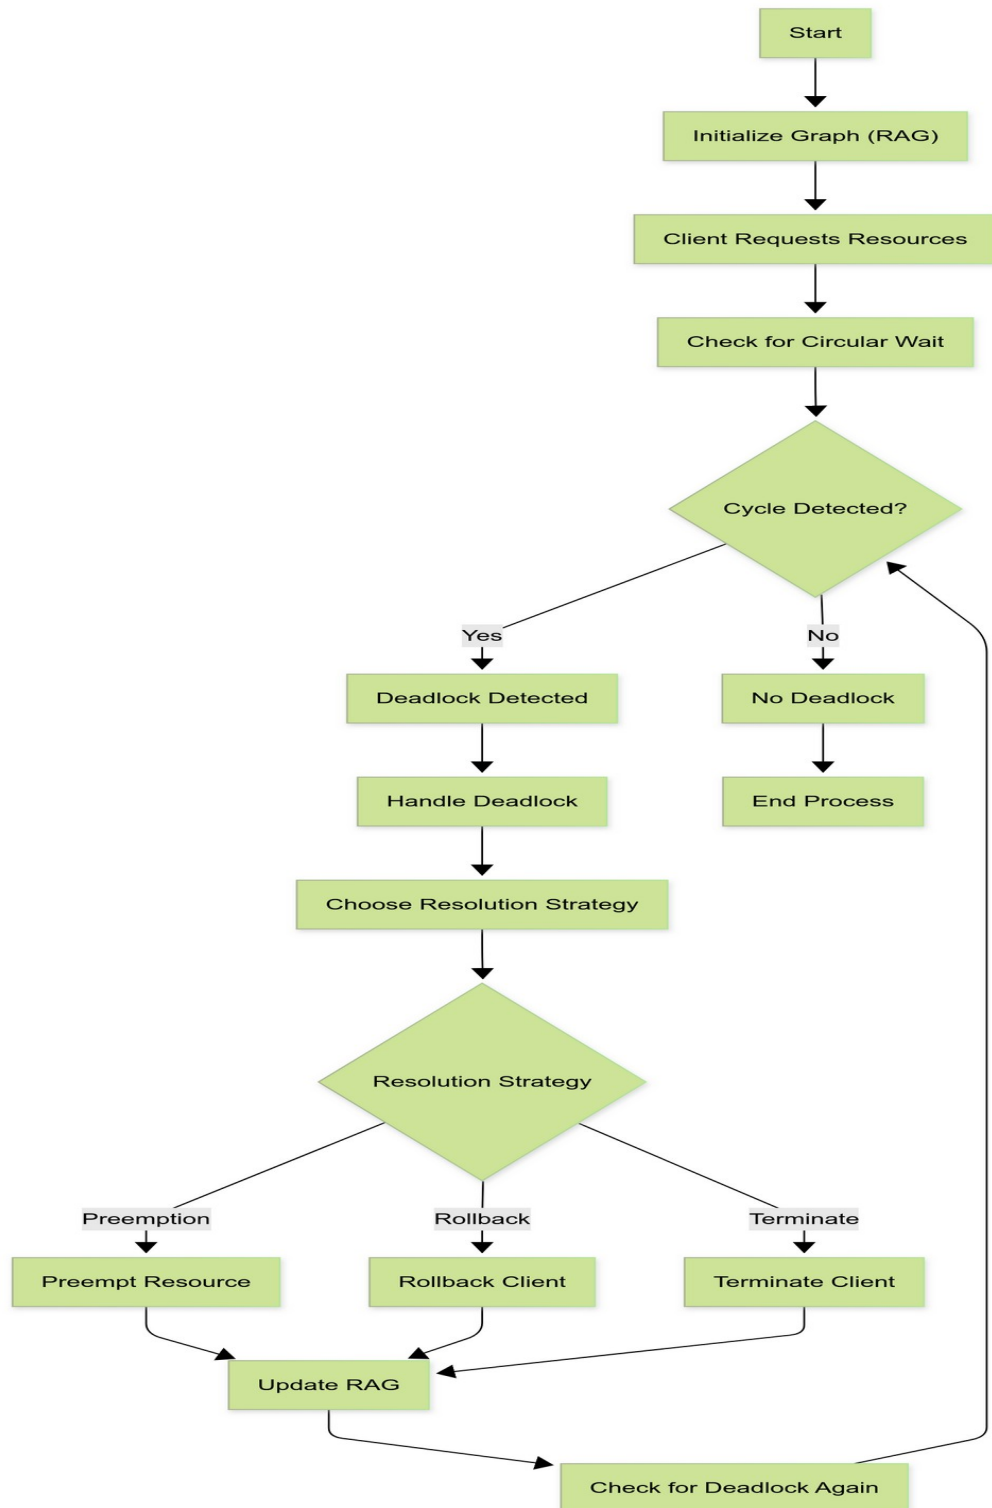 Start
Initialize Graph (RAG)
Client Requests Resources
Check for Circular Wait
Cycle Detected?
Yes
No
Deadlock Detected
No Deadlock
Handle Deadlock
End Process
Choose Resolution Strategy
Resolution Strategy
Preemption
Rollback
Terminate
Preempt Resource
Rollback Client
Terminate Client
Update RAG
Check for Deadlock Again